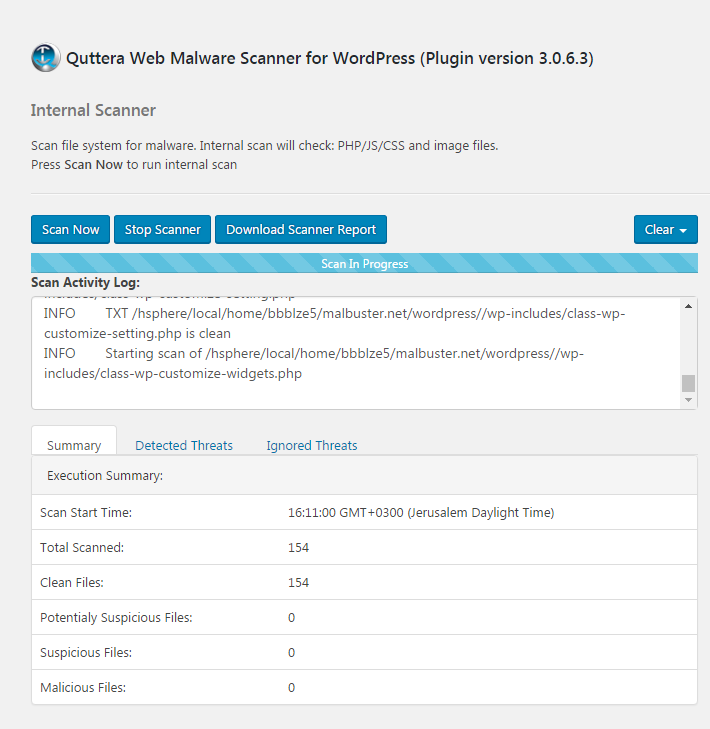 Quttera Web Malware Scanner for WordPress (Plugin version 3.0.6.3)
Internal Scanner
Scan file system for malware. Internal scan will check: PHP/JS/CSS and image files.
Press Scan Now to run internal scan
Scan Now Stop Scanner Download Scanner Report Clear
Scan In Progress
Scan Activity Log:
includes/class-wp-customize-setting.php
INFO TXT /hsphere/local/home/bbblze5/malbuster.net/wordpress//wp-includes/class-wp-
customize-setting.php is clean
INFO Starting scan of /hsphere/local/home/bbblze5/malbuster.net/wordpress//wp-
includes/class-wp-customize-widgets.php
Summary Detected Threats Ignored Threats
Execution Summary:
Scan Start Time: 16:11:00 GMT+0300 (Jerusalem Daylight Time)
Total Scanned: 154
Clean Files: 154
Potentialy Suspicious Files: 0
Suspicious Files: 0
Malicious Files: 0